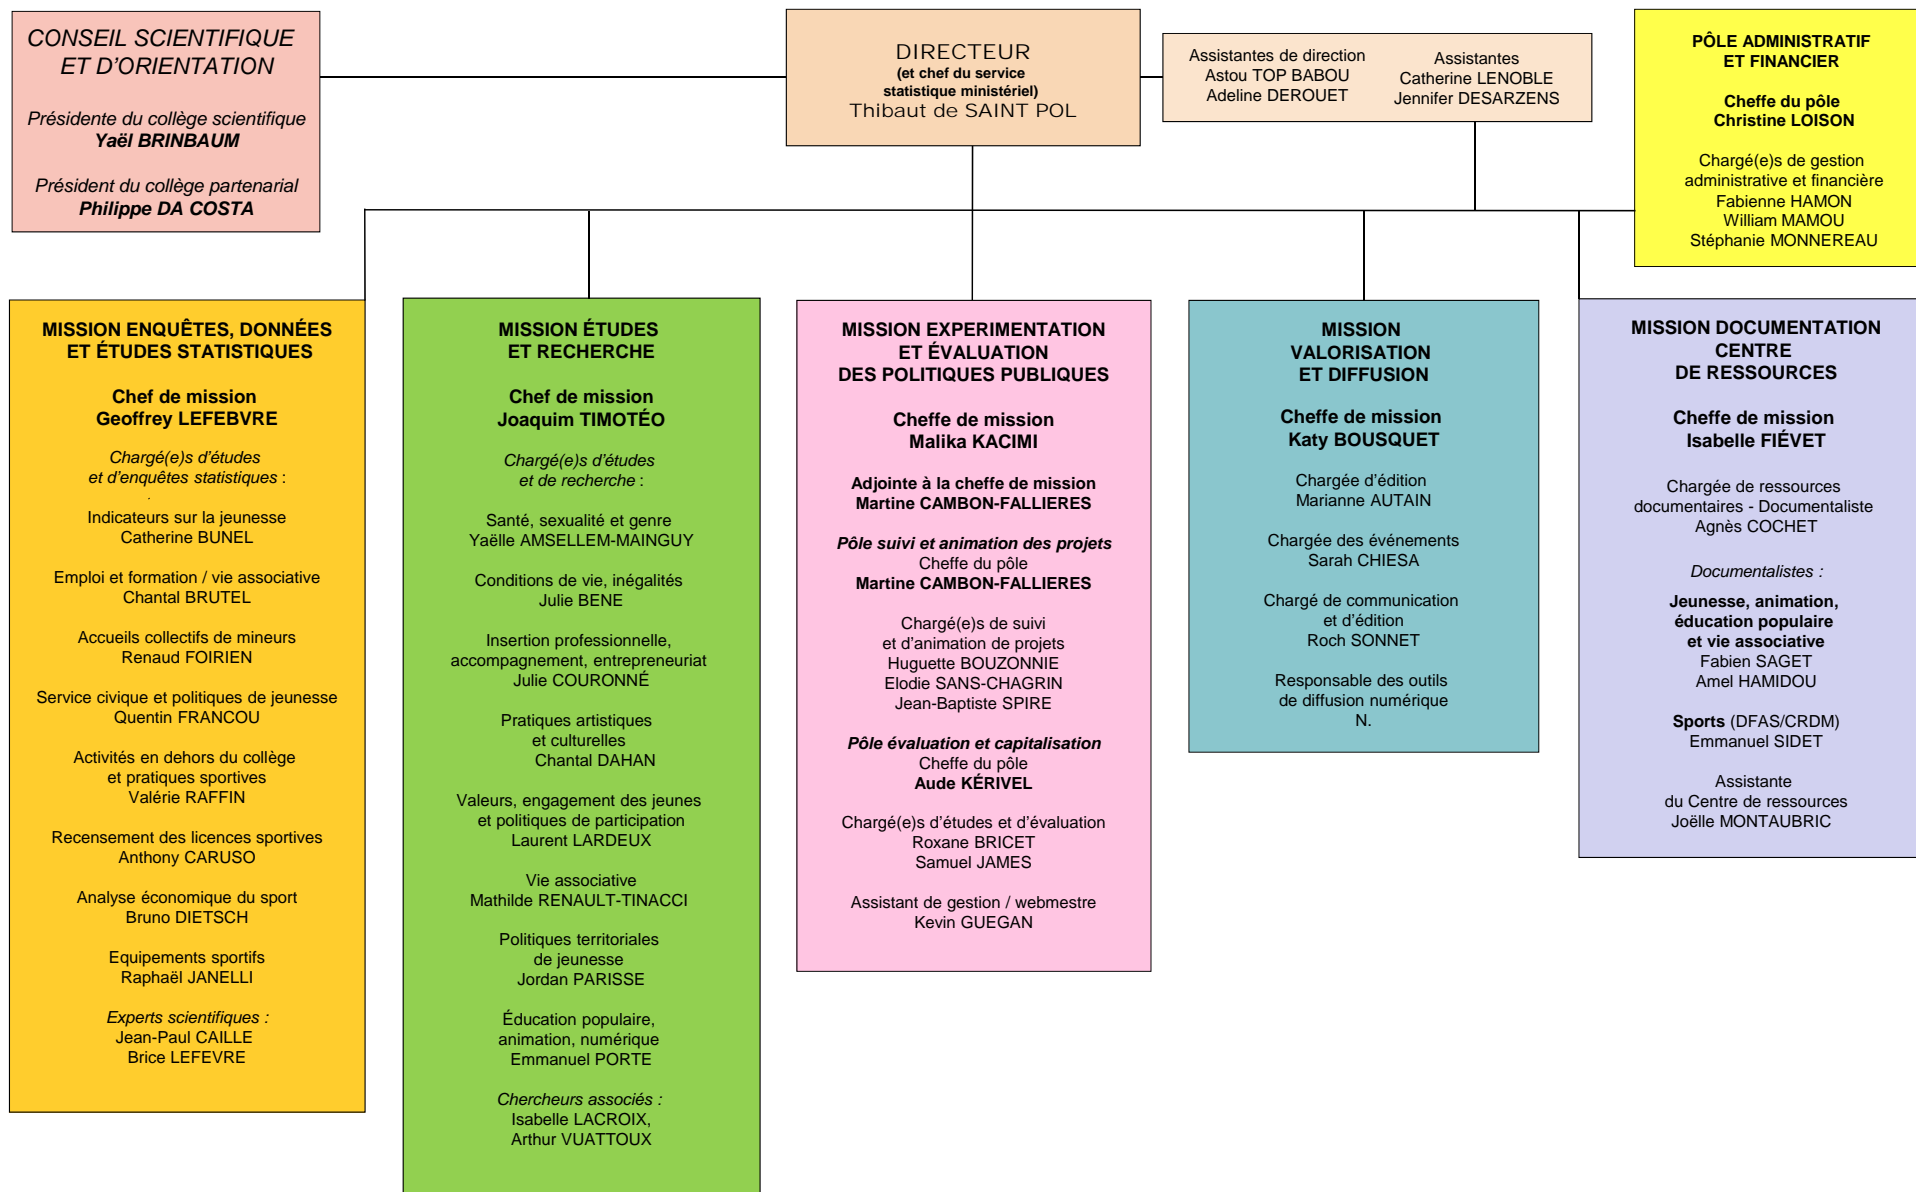 CONSEIL SCIENTIFIQUE
ET D'ORIENTATION
Présidente du collège scientifique
Yaël BRINBAUM
Président du collège partenarial
Philippe DA COSTA
DIRECTEUR
(et chef du service
statistique ministériel)
Thibaut de SAINT POL
Assistantes de direction
Astou TOP BABOU
Adeline DEROUET
Assistantes
Catherine LENOBLE
Jennifer DESARZENS
PÔLE ADMINISTRATIF
ET FINANCIER
Cheffe du pôle
Christine LOISON
Chargé(e)s de gestion
administrative et financière
Fabienne HAMON
William MAMOU
Stéphanie MONNEREAU
MISSION ENQUÊTES, DONNÉES
ET ÉTUDES STATISTIQUES
Chef de mission
Geoffrey LEFEBVRE
Chargé(e)s d'études
et d'enquêtes statistiques :
Indicateurs sur la jeunesse
Catherine BUNEL
Emploi et formation / vie associative
Chantal BRUTEL
Accueils collectifs de mineurs
Renaud FOIRIEN
Service civique et politiques de jeunesse
Quentin FRANCOU
Activités en dehors du collège
et pratiques sportives
Valérie RAFFIN
Recensement des licences sportives
Anthony CARUSO
Analyse économique du sport
Bruno DIETSCH
Equipements sportifs
Raphaël JANELLI
Experts scientifiques :
Jean-Paul CAILLE
Brice LEFEVRE
MISSION ÉTUDES
ET RECHERCHE
Chef de mission
Joaquim TIMOTÉO
Chargé(e)s d'études
et de recherche :
Santé, sexualité et genre
Yaëlle AMSELLEM-MAINGUY
Conditions de vie, inégalités
Julie BENE
Insertion professionnelle,
accompagnement, entrepreneuriat
Julie COURONNÉ
Pratiques artistiques
et culturelles
Chantal DAHAN
Valeurs, engagement des jeunes
et politiques de participation
Laurent LARDEUX
Vie associative
Mathilde RENAULT-TINACCI
Politiques territoriales
de jeunesse
Jordan PARISSE
Éducation populaire,
animation, numérique
Emmanuel PORTE
Chercheurs associés :
Isabelle LACROIX,
Arthur VUATTOUX
MISSION EXPERIMENTATION
ET ÉVALUATION
DES POLITIQUES PUBLIQUES
Cheffe de mission
Malika KACIMI
Adjointe à la cheffe de mission
Martine CAMBON-FALLIERES
Pôle suivi et animation des projets
Cheffe du pôle
Martine CAMBON-FALLIERES
Chargé(e)s de suivi
et d'animation de projets
Huguette BOUZONNIE
Elodie SANS-CHAGRIN
Jean-Baptiste SPIRE
Pôle évaluation et capitalisation
Cheffe du pôle
Aude KÉRIVEL
Chargé(e)s d'études et d'évaluation
Roxane BRICET
Samuel JAMES
Assistant de gestion / webmestre
Kevin GUEGAN
MISSION
VALORISATION
ET DIFFUSION
Cheffe de mission
Katy BOUSQUET
Chargée d'édition
Marianne AUTAIN
Chargée des événements
Sarah CHIESA
Chargé de communication
et d'édition
Roch SONNET
Responsable des outils
de diffusion numérique
N.
MISSION DOCUMENTATION
CENTRE
DE RESSOURCES
Cheffe de mission
Isabelle FIÉVET
Chargée de ressources
documentaires - Documentaliste
Agnès COCHET
Documentalistes :
Jeunesse, animation,
éducation populaire
et vie associative
Fabien SAGET
Amel HAMIDOU
Sports (DFAS/CRDM)
Emmanuel SIDET
Assistante
du Centre de ressources
Joëlle MONTAUBRIC